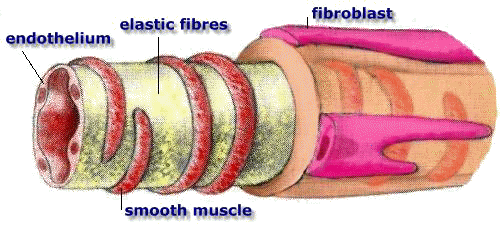 fibroblast
elastic fibres
endothelium
smooth muscle